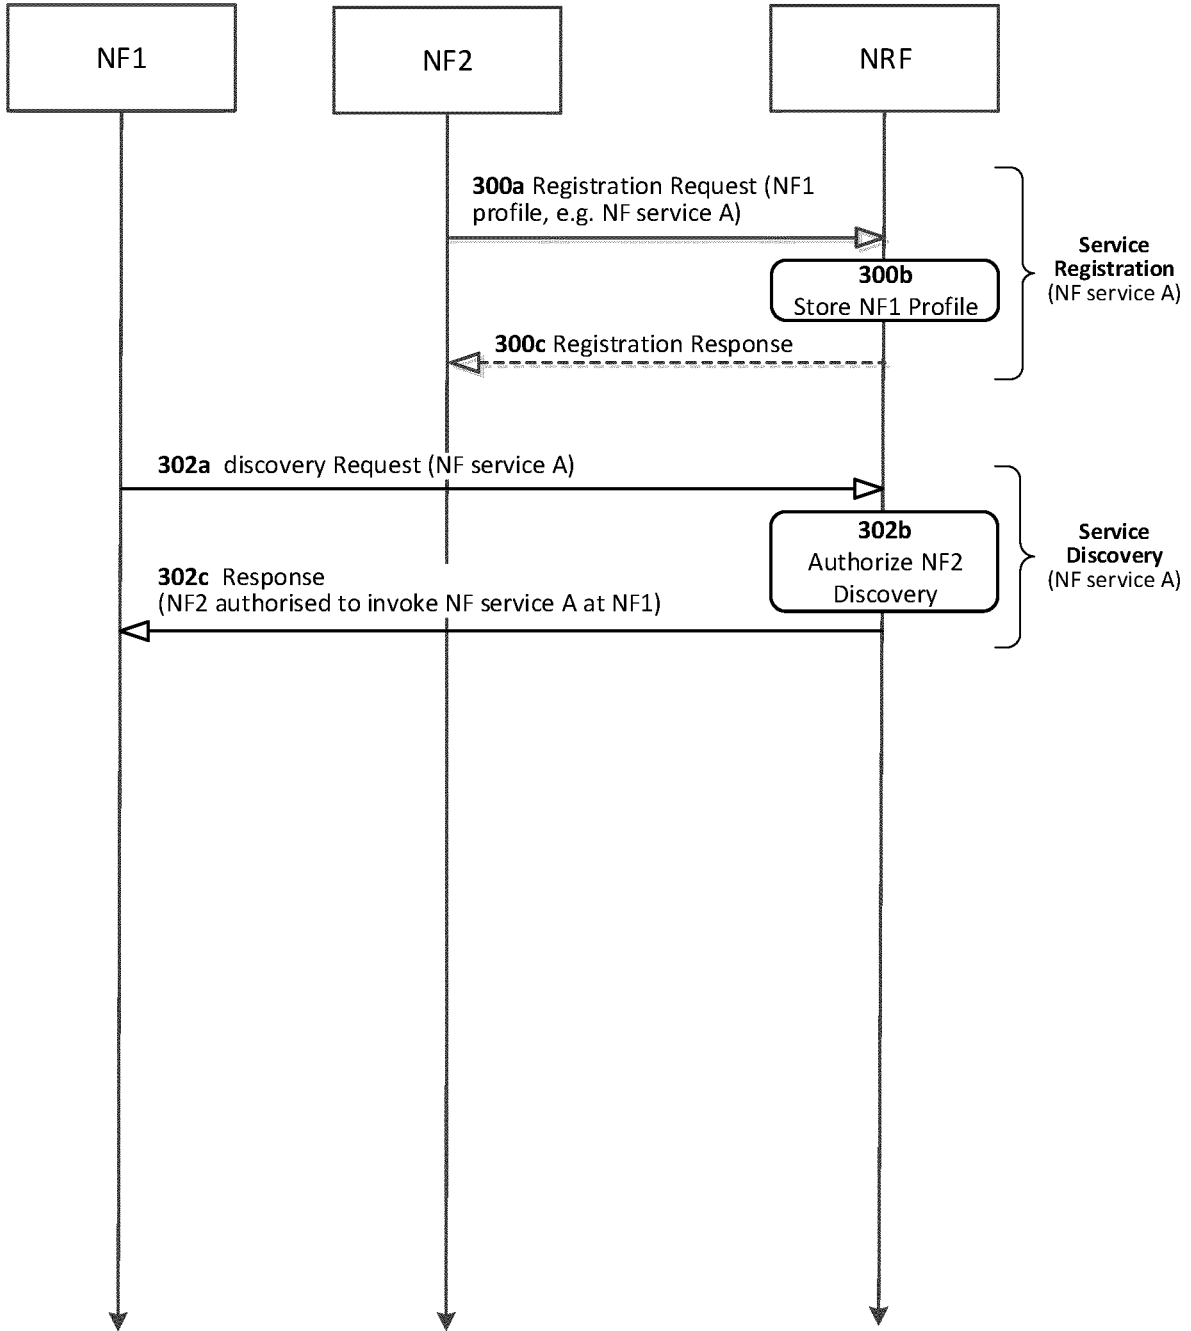 NF1
NF2
NRF
300a Registration Request (NF1
profile, e.g. NF service A)
300b
Store NF1 Profile
300c Registration Response
Service
Registration
(NF service A)
302a discovery Request (NF service A)
302b
Authorize NF2
Discovery
302c Response
(NF2 authorised to invoke NF service A at NF1)
Service
Discovery
(NF service A)